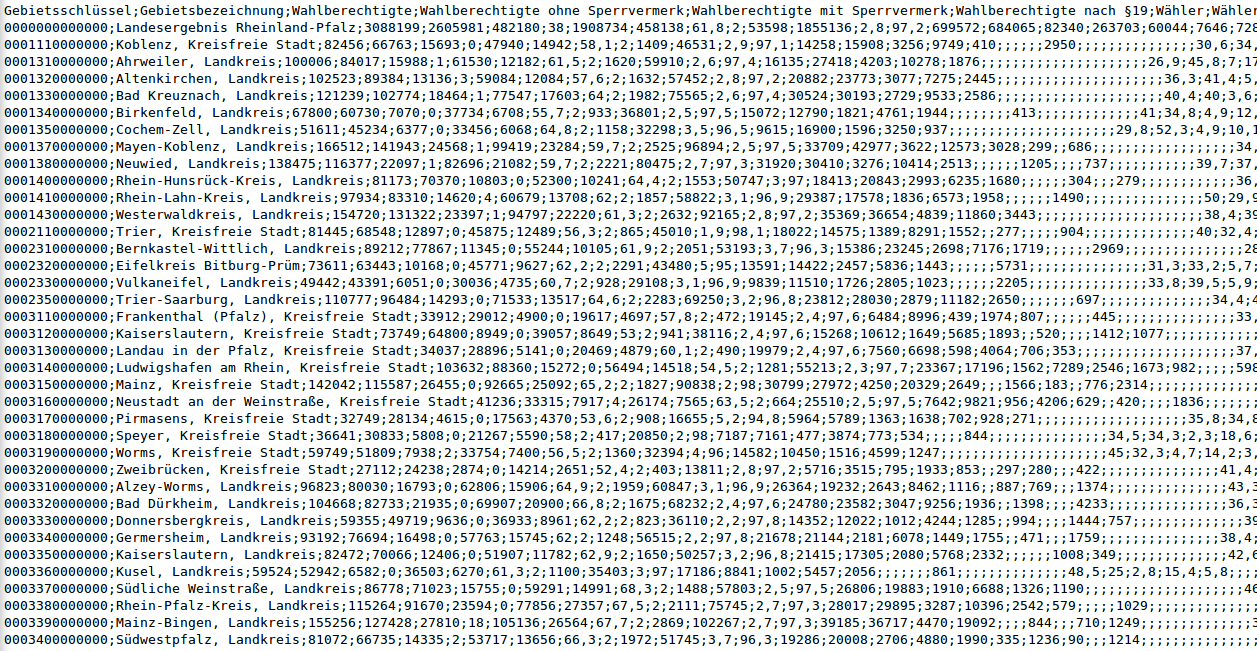 Gebietsschlüssel;Gebietsbezeichnung;Wahlberechtigte;Wahlberechtigte ohne Sperrvermerk;Wahlberechtigte mit Sperrvermerk;Wahlberechtigte nach §19;Wähler;Wähler
0000000000000;Landesergebnis Rheinland-Pfalz;3088199;2605981;482180;38;1908734;458138;61,8;2;53598;1855136;2,8;97,2;699572;684065;82340;263703;60044;7646;728
0001110000000;Koblenz, Kreisfreie Stadt;82456;66763;15693;0;47940;14942;58,1;2;1409;46531;2,9;97,1;14258;15908;3256;9749;410;;;;;;2950;;;;;;;;;;;;;;;30,6;34,
0001310000000;Ahrweiler, Landkreis;100006;84017;15988;1;61530;12182;61,5;2;1620;59910;2,6;97,4;16135;27418;4203;10278;1876;;;;;;;;;;;;;;;;;;;;;26,9;45,8;7;17
0001320000000;Altenkirchen, Landkreis;102523;89384;13136;3;59084;12084;57,6;2;1632;57452;2,8;97,2;20882;23773;3077;7275;2445;;;;;;;;;;;;;;;;;;;;;36,3;41,4;5,
0001330000000;Bad Kreuznach, Landkreis;121239;102774;18464;1;77547;17603;64;2;1982;75565;2,6;97,4;30524;30193;2729;9533;2586;;;;;;;;;;;;;;;;;;;;;40,4;40;3,6;
0001340000000;Birkenfeld, Landkreis;67800;60730;7070;0;37734;6708;55,7;2;933;36801;2,5;97,5;15072;12790;1821;4761;1944;;;;;;;413;;;;;;;;;;;;;;41;34,8;4,9;12,
0001350000000;Cochem-Zell, Landkreis;51611;45234;6377;0;33456;6068;64,8;2;1158;32298;3,5;96,5;9615;16900;1596;3250;937;;;;;;;;;;;;;;;;;;;;;29,8;52,3;4,9;10,1
0001370000000;Mayen-Koblenz, Landkreis;166512;141943;24568;1;99419;23284;59,7;2;2525;96894;2,5;97,5;33709;42977;3622;12573;3028;299;;686;;;;;;;;;;;;;;;;;;;34,
0001380000000;Neuwied, Landkreis;138475;116377;22097;1;82696;21082;59,7;2;2221;80475;2,7;97,3;31920;30410;3276;10414;2513;;;;;;1205;;;;737;;;;;;;;;;;39,7;37,
0001400000000;Rhein-Hunsrück-Kreis, Landkreis;81173;70370;10803;0;52300;10241;64,4;2;1553;50747;3;97;18413;20843;2993;6235;1680;;;;;;304;;;279;;;;;;;;;;;;36,
0001410000000;Rhein-Lahn-Kreis, Landkreis;97934;83310;14620;4;60679;13708;62;2;1857;58822;3,1;96,9;29387;17578;1836;6573;1958;;;;;;1490;;;;;;;;;;;;;;;50;29,9
0001430000000;Westerwaldkreis, Landkreis;154720;131322;23397;1;94797;22220;61,3;2;2632;92165;2,8;97,2;35369;36654;4839;11860;3443;;;;;;;;;;;;;;;;;;;;;38,4;39
0002110000000;Trier, Kreisfreie Stadt;81445;68548;12897;0;45875;12489;56,3;2;865;45010;1,9;98,1;18022;14575;1389;8291;1552;;277;;;;;904;;;;;;;;;;;;;;40;32,4;
0002310000000;Bernkastel-Wittlich, Landkreis;89212;77867;11345;0;55244;10105;61,9;2;2051;53193;3,7;96,3;15386;23245;2698;7176;1719;;;;;;2969;;;;;;;;;;;;;;;28
0002320000000;Eifelkreis Bitburg-Prüm;73611;63443;10168;0;45771;9627;62,2;2;2291;43480;5;95;13591;14422;2457;5836;1443;;;;;;5731;;;;;;;;;;;;;;;31,3;33,2;5,7;
0002330000000;Vulkaneifel, Landkreis;49442;43391;6051;0;30036;4735;60,7;2;928;29108;3,1;96,9;9839;11510;1726;2805;1023;;;;;;2205;;;;;;;;;;;;;;;33,8;39,5;5,9;
0002350000000;Trier-Saarburg, Landkreis;110777;96484;14293;0;71533;13517;64,6;2;2283;69250;3,2;96,8;23812;28030;2879;11182;2650;;;;;;697;;;;;;;;;;;;;;;34,4;4
0003110000000;Frankenthal (Pfalz), Kreisfreie Stadt;33912;29012;4900;0;19617;4697;57,8;2;472;19145;2,4;97,6;6484;8996;439;1974;807;;;;;;445;;;;;;;;;;;;;;;33,
0003120000000;Kaiserslautern, Kreisfreie Stadt;73749;64800;8949;0;39057;8649;53;2;941;38116;2,4;97,6;15268;10612;1649;5685;1893;;520;;;;1412;1077;;;;;;;;;;;;;;
0003130000000;Landau in der Pfalz, Kreisfreie Stadt;34037;28896;5141;0;20469;4879;60,1;2;490;19979;2,4;97,6;7560;6698;598;4064;706;353;;;;;;;;;;;;;;;;;;;;37,
0003140000000;Ludwigshafen am Rhein, Kreisfreie Stadt;103632;88360;15272;0;56494;14518;54,5;2;1281;55213;2,3;97,7;23367;17196;1562;7289;2546;1673;982;;;;;598
0003150000000;Mainz, Kreisfreie Stadt;142042;115587;26455;0;92665;25092;65,2;2;1827;90838;2;98;30799;27972;4250;20329;2649;;;1566;183;;776;2314;;;;;;;;;;;;;;
0003160000000;Neustadt an der Weinstraße, Kreisfreie Stadt;41236;33315;7917;4;26174;7565;63,5;2;664;25510;2,5;97,5;7642;9821;956;4206;629;;420;;;;1836;;;;;;;;;
0003170000000;Pirmasens, Kreisfreie Stadt;32749;28134;4615;0;17563;4370;53,6;2;908;16655;5,2;94,8;5964;5789;1363;1638;702;928;271;;;;;;;;;;;;;;;;;;;35,8;34,8
0003180000000;Speyer, Kreisfreie Stadt;36641;30833;5808;0;21267;5590;58;2;417;20850;2;98;7187;7161;477;3874;773;534;;;;;844;;;;;;;;;;;;;;;34,5;34,3;2,3;18,6;
0003190000000;Worms, Kreisfreie Stadt;59749;51809;7938;2;33754;7400;56,5;2;1360;32394;4;96;14582;10450;1516;4599;1247;;;;;;;;;;;;;;;;;;;;;45;32,3;4,7;14,2;3,
0003200000000;Zweibrücken, Kreisfreie Stadt;27112;24238;2874;0;14214;2651;52,4;2;403;13811;2,8;97,2;5716;3515;795;1933;853;;297;280;;;422;;;;;;;;;;;;;;;41,4;
0003310000000;Alzey-Worms, Landkreis;96823;80030;16793;0;62806;15906;64,9;2;1959;60847;3,1;96,9;26364;19232;2643;8462;1116;;887;769;;;1374;;;;;;;;;;;;;;;43,3
0003320000000;Bad Dürkheim, Landkreis;104668;82733;21935;0;69907;20900;66,8;2;1675;68232;2,4;97,6;24780;23582;3047;9256;1936;;1398;;;;4233;;;;;;;;;;;;;;;36,3
0003330000000;Donnersbergkreis, Landkreis;59355;49719;9636;0;36933;8961;62,2;2;823;36110;2,2;97,8;14352;12022;1012;4244;1285;;994;;;;1444;757;;;;;;;;;;;;;;39
0003340000000;Germersheim, Landkreis;93192;76694;16498;0;57763;15745;62;2;1248;56515;2,2;97,8;21678;21144;2181;6078;1449;1755;;471;;;1759;;;;;;;;;;;;;;;38,4;
0003350000000;Kaiserslautern, Landkreis;82472;70066;12406;0;51907;11782;62,9;2;1650;50257;3,2;96,8;21415;17305;2080;5768;2332;;;;;;1008;349;;;;;;;;;;;;;;42,6
0003360000000;Kusel, Landkreis;59524;52942;6582;0;36503;6270;61,3;2;1100;35403;3;97;17186;8841;1002;5457;2056;;;;;;;861;;;;;;;;;;;;;;48,5;25;2,8;15,4;5,8;;;;
0003370000000;Südliche Weinstraße, Landkreis;86778;71023;15755;0;59291;14991;68,3;2;1488;57803;2,5;97,5;26806;19883;1910;6688;1326;1190;;;;;;;;;;;;;;;;;;;;46
0003380000000;Rhein-Pfalz-Kreis, Landkreis;115264;91670;23594;0;77856;27357;67,5;2;2111;75745;2,7;97,3;28017;29895;3287;10396;2542;579;;;;;1029;;;;;;;;;;;;;;;
0003390000000;Mainz-Bingen, Landkreis;155256;127428;27810;18;105136;26564;67,7;2;2869;102267;2,7;97,3;39185;36717;4470;19092;;;;844;;;710;1249;;;;;;;;;;;;;;3
0003400000000;Südwestpfalz, Landkreis;81072;66735;14335;2;53717;13656;66,3;2;1972;51745;3,7;96,3;19286;20008;2706;4880;1990;335;1236;90;;;1214;;;;;;;;;;;;;;;